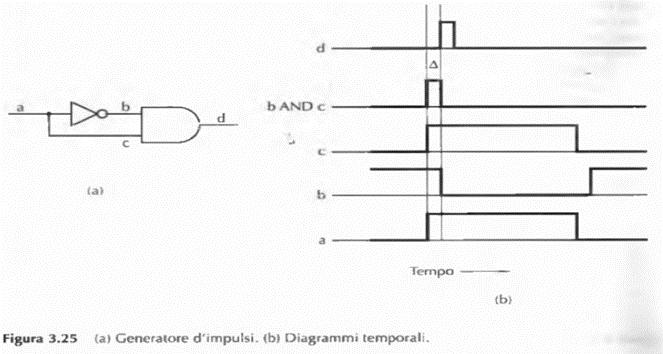 a
b
c
d
(a)
d
Δ
b AND c
c
b
a
Tempo
(b)
Figura 3.25 (a) Generatore d'impulsi. (b) Diagrammi temporali.